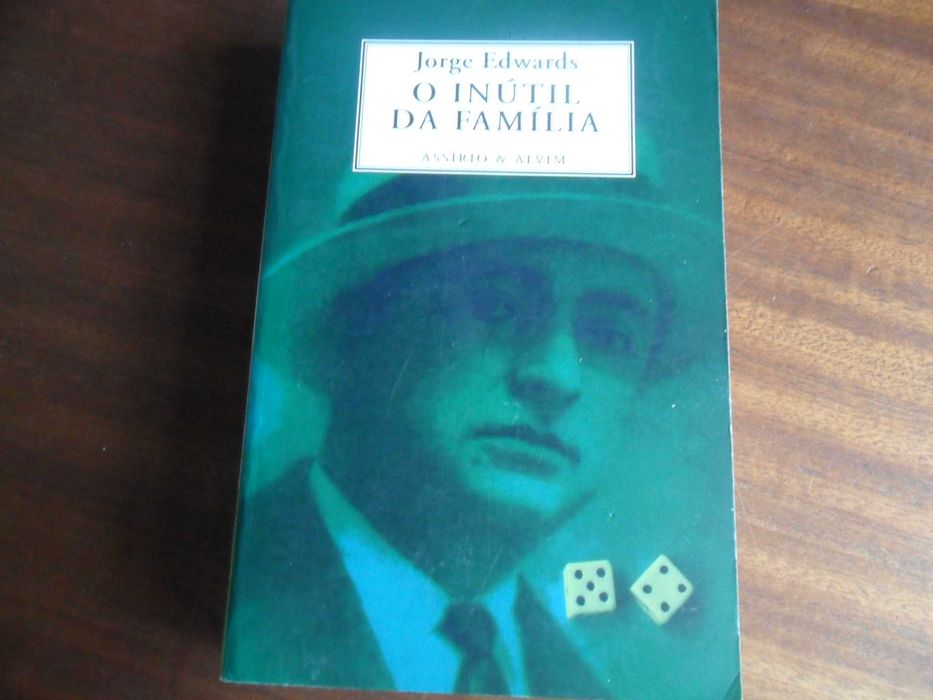 Jorge Edwards
O INÚTIL
DA FAMÍLIA
ASSÍRIO & ALVIM